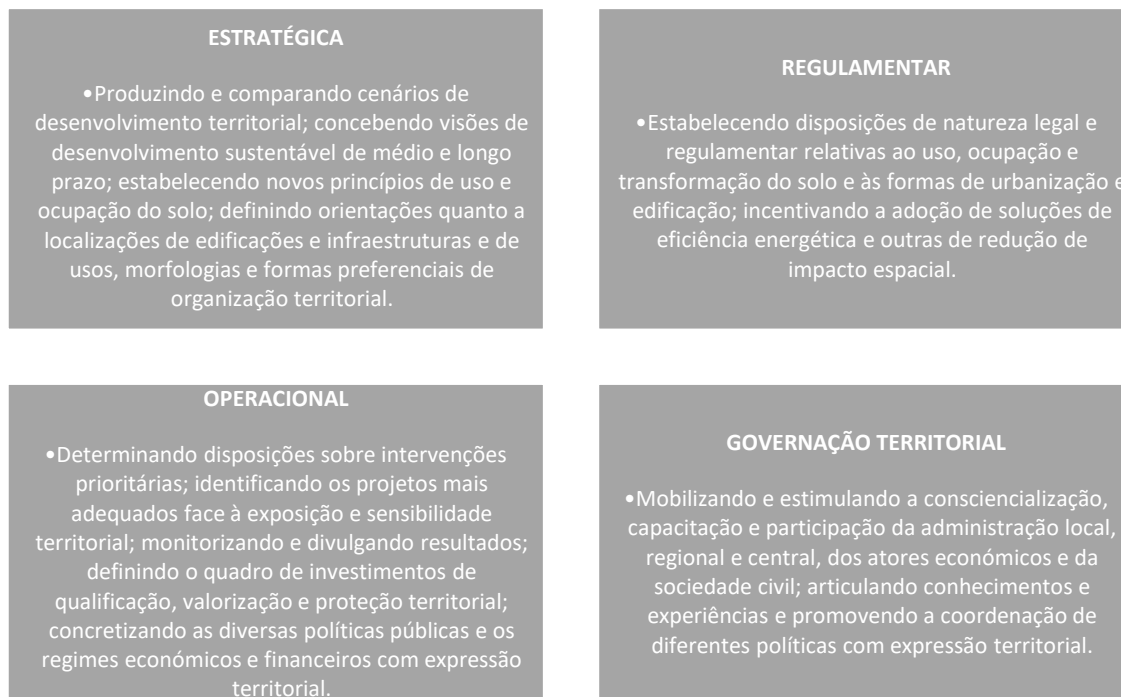 ESTRATÉGICA
•Produzindo e comparando cenários de
desenvolvimento territorial; concebendo visões de
desenvolvimento sustentável de médio e longo
prazo; estabelecendo novos princípios de uso e
ocupação do solo; definindo orientações quanto a
localizações de edificações e infraestruturas e de
usos, morfologias e formas preferenciais de
organização territorial.
REGULAMENTAR
•Estabelecendo disposições de natureza legal e
regulamentar relativas ao uso, ocupação e
transformação do solo e às formas de urbanização e
edificação; incentivando a adoção de soluções de
eficiência energética e outras de redução de
impacto espacial.
OPERACIONAL
•Determinando disposições sobre intervenções
prioritárias; identificando os projetos mais
adequados face à exposição e sensibilidade
territorial; monitorizando e divulgando resultados;
definindo o quadro de investimentos de
qualificação, valorização e proteção territorial;
concretizando as diversas políticas públicas e os
regimes económicos e financeiros com expressão
territorial.
GOVERNAÇÃO TERRITORIAL
•Mobilizando e estimulando a consciencialização,
capacitação e participação da administração local,
regional e central, dos atores económicos e da
sociedade civil; articulando conhecimentos e
experiências e promovendo a coordenação de
diferentes políticas com expressão territorial.